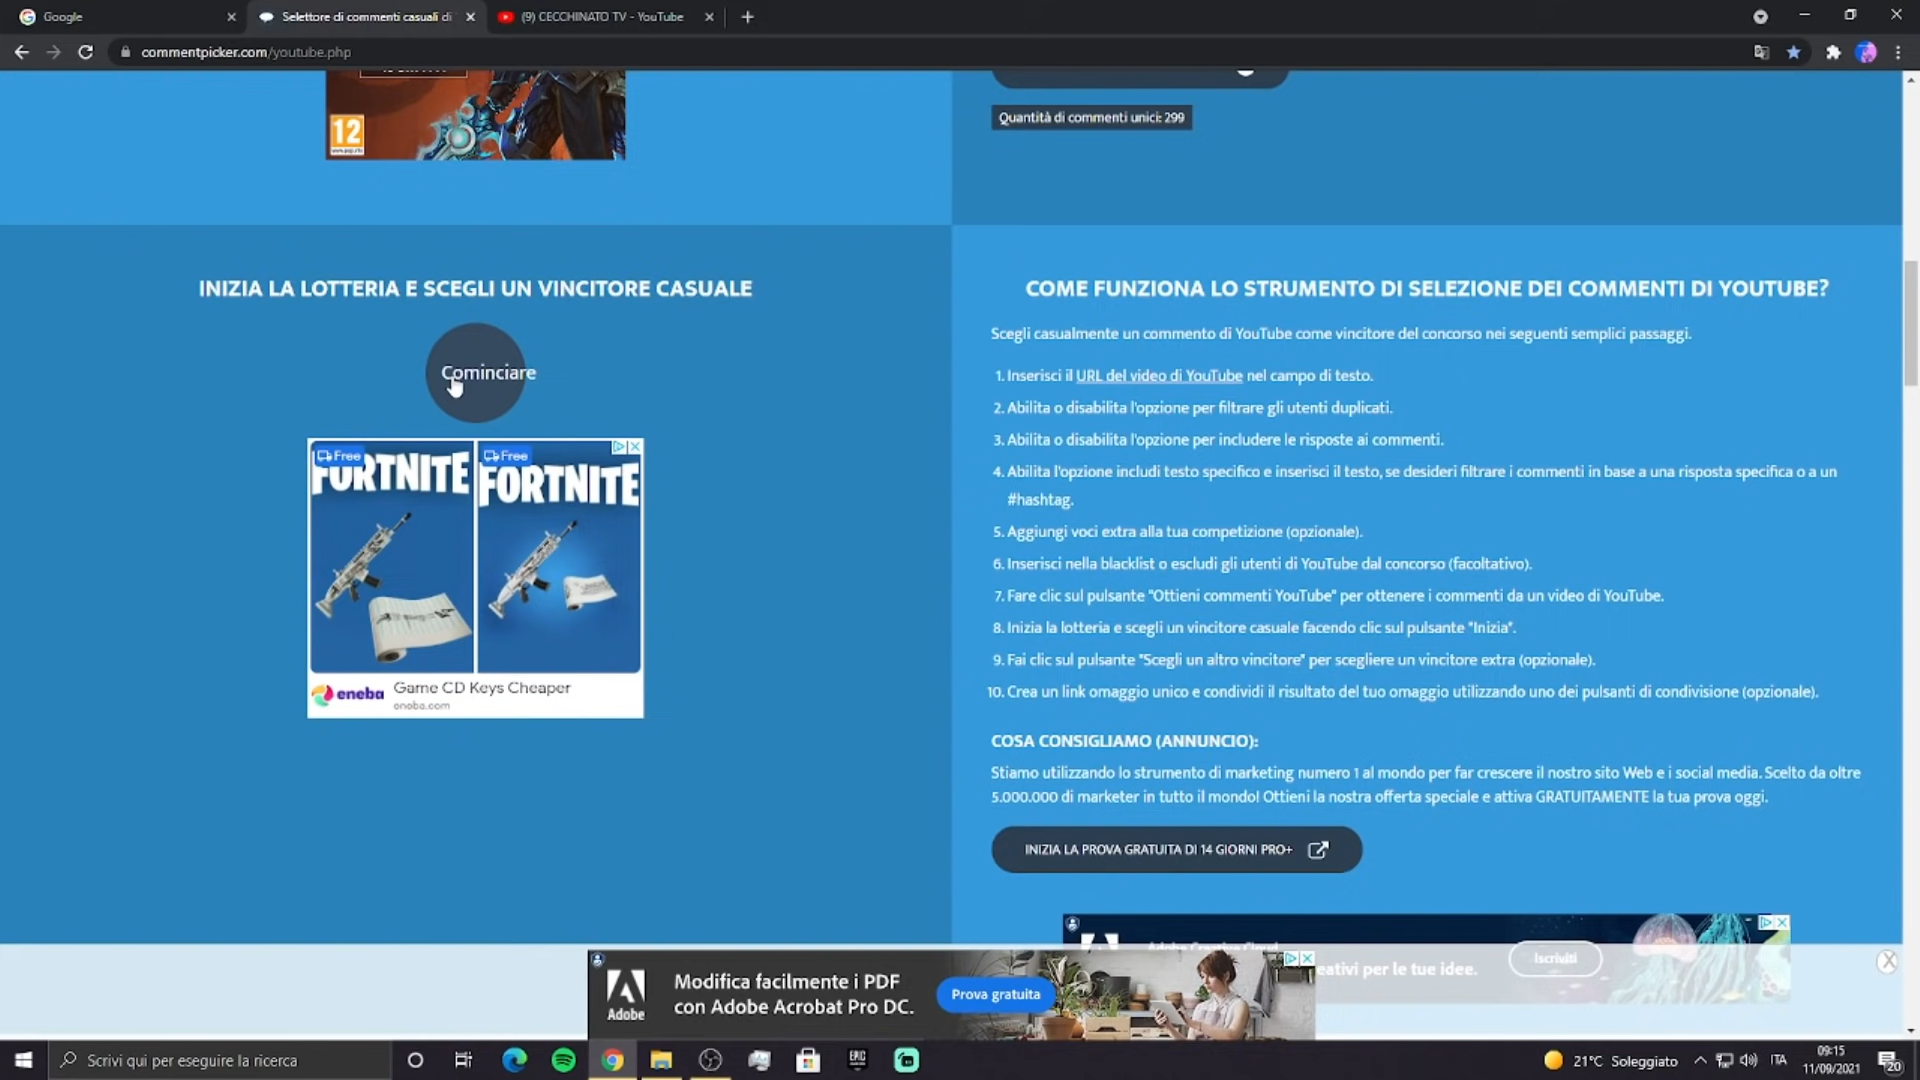 Google
Selettore di commenti casuali di
(9) CECCHINATO TV - YouTube
commentpicker.com/youtube.php
12
Quantità di commenti unici: 299
INIZIA LA LOTTERIA E SCEGLI UN VINCITORE CASUALE
Cominciare
Free
Free
FORTNITE
FORTNITE
eneba
Game CD Keys Cheaper
eneba.com
COME FUNZIONA LO STRUMENTO DI SELEZIONE DEI COMMENTI DI YOUTUBE?
Scegli casualmente un commento di YouTube come vincitore del concorso nei seguenti semplici passaggi.
1. Inserisci il URL del video di YouTube nel campo di testo.
2. Abilita o disabilita l'opzione per filtrare gli utenti duplicati.
3. Abilita o disabilita l'opzione per includere le risposte ai commenti.
4. Abilita l'opzione includi testo specifico e inserisci il testo, se desideri filtrare i commenti in base a una risposta specifica o a un
#hashtag.
5. Aggiungi voci extra alla tua competizione (opzionale).
6. Inserisci nella blacklist o escludi gli utenti di YouTube dal concorso (facoltativo).
7. Fare clic sul pulsante "Ottieni commenti YouTube" per ottenere i commenti da un video di YouTube.
8. Inizia la lotteria e scegli un vincitore casuale facendo clic sul pulsante "Inizia".
9. Fai clic sul pulsante "Scegli un altro vincitore" per scegliere un vincitore extra (opzionale).
10. Crea un link omaggio unico e condividi il risultato del tuo omaggio utilizzando uno dei pulsanti di condivisione (opzionale).
COSA CONSIGLIAMO (ANNUNCIO):
Stiamo utilizzando lo strumento di marketing numero 1 al mondo per far crescere il nostro sito Web e i social media. Scelto da oltre
5.000.000 di marketer in tutto il mondo! Ottieni la nostra offerta speciale e attiva GRATUITAMENTE la tua prova oggi.
INIZIA LA PROVA GRATUITA DI 14 GIORNI PRO+
Adobe Creative Cloud
eativi per le tue idee.
Iscriviti
Adobe
Modifica facilmente i PDF
con Adobe Acrobat Pro DC.
Prova gratuita
Scrivi qui per eseguire la ricerca
EPIC
21°C Soleggiato
ITA
09:15
11/09/2021
20